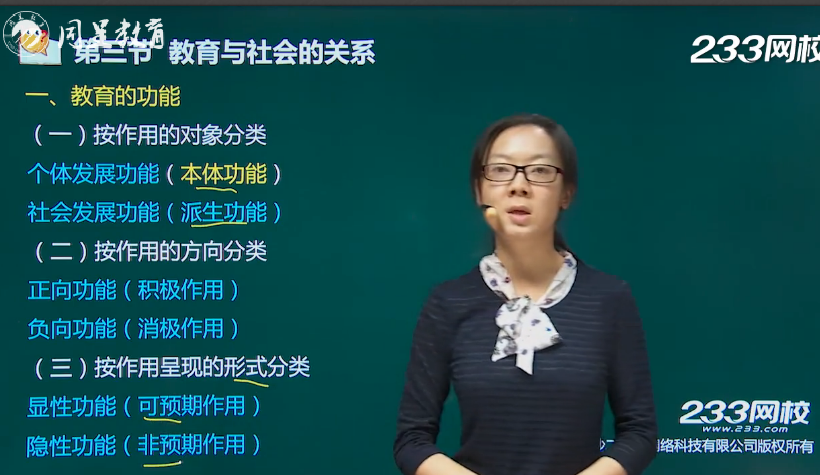 同星教育
第三节 教育与社会的关系
233网校
一、教育的功能
（一）按作用的对象分类
个体发展功能（本体功能）
社会发展功能（派生功能）
（二）按作用的方向分类
正向功能（积极作用）
负向功能（消极作用）
（三）按作用呈现的形式分类
显性功能（可预期作用）
隐性功能（非预期作用）
233网校
www.233.com
络科技有限公司版权所有